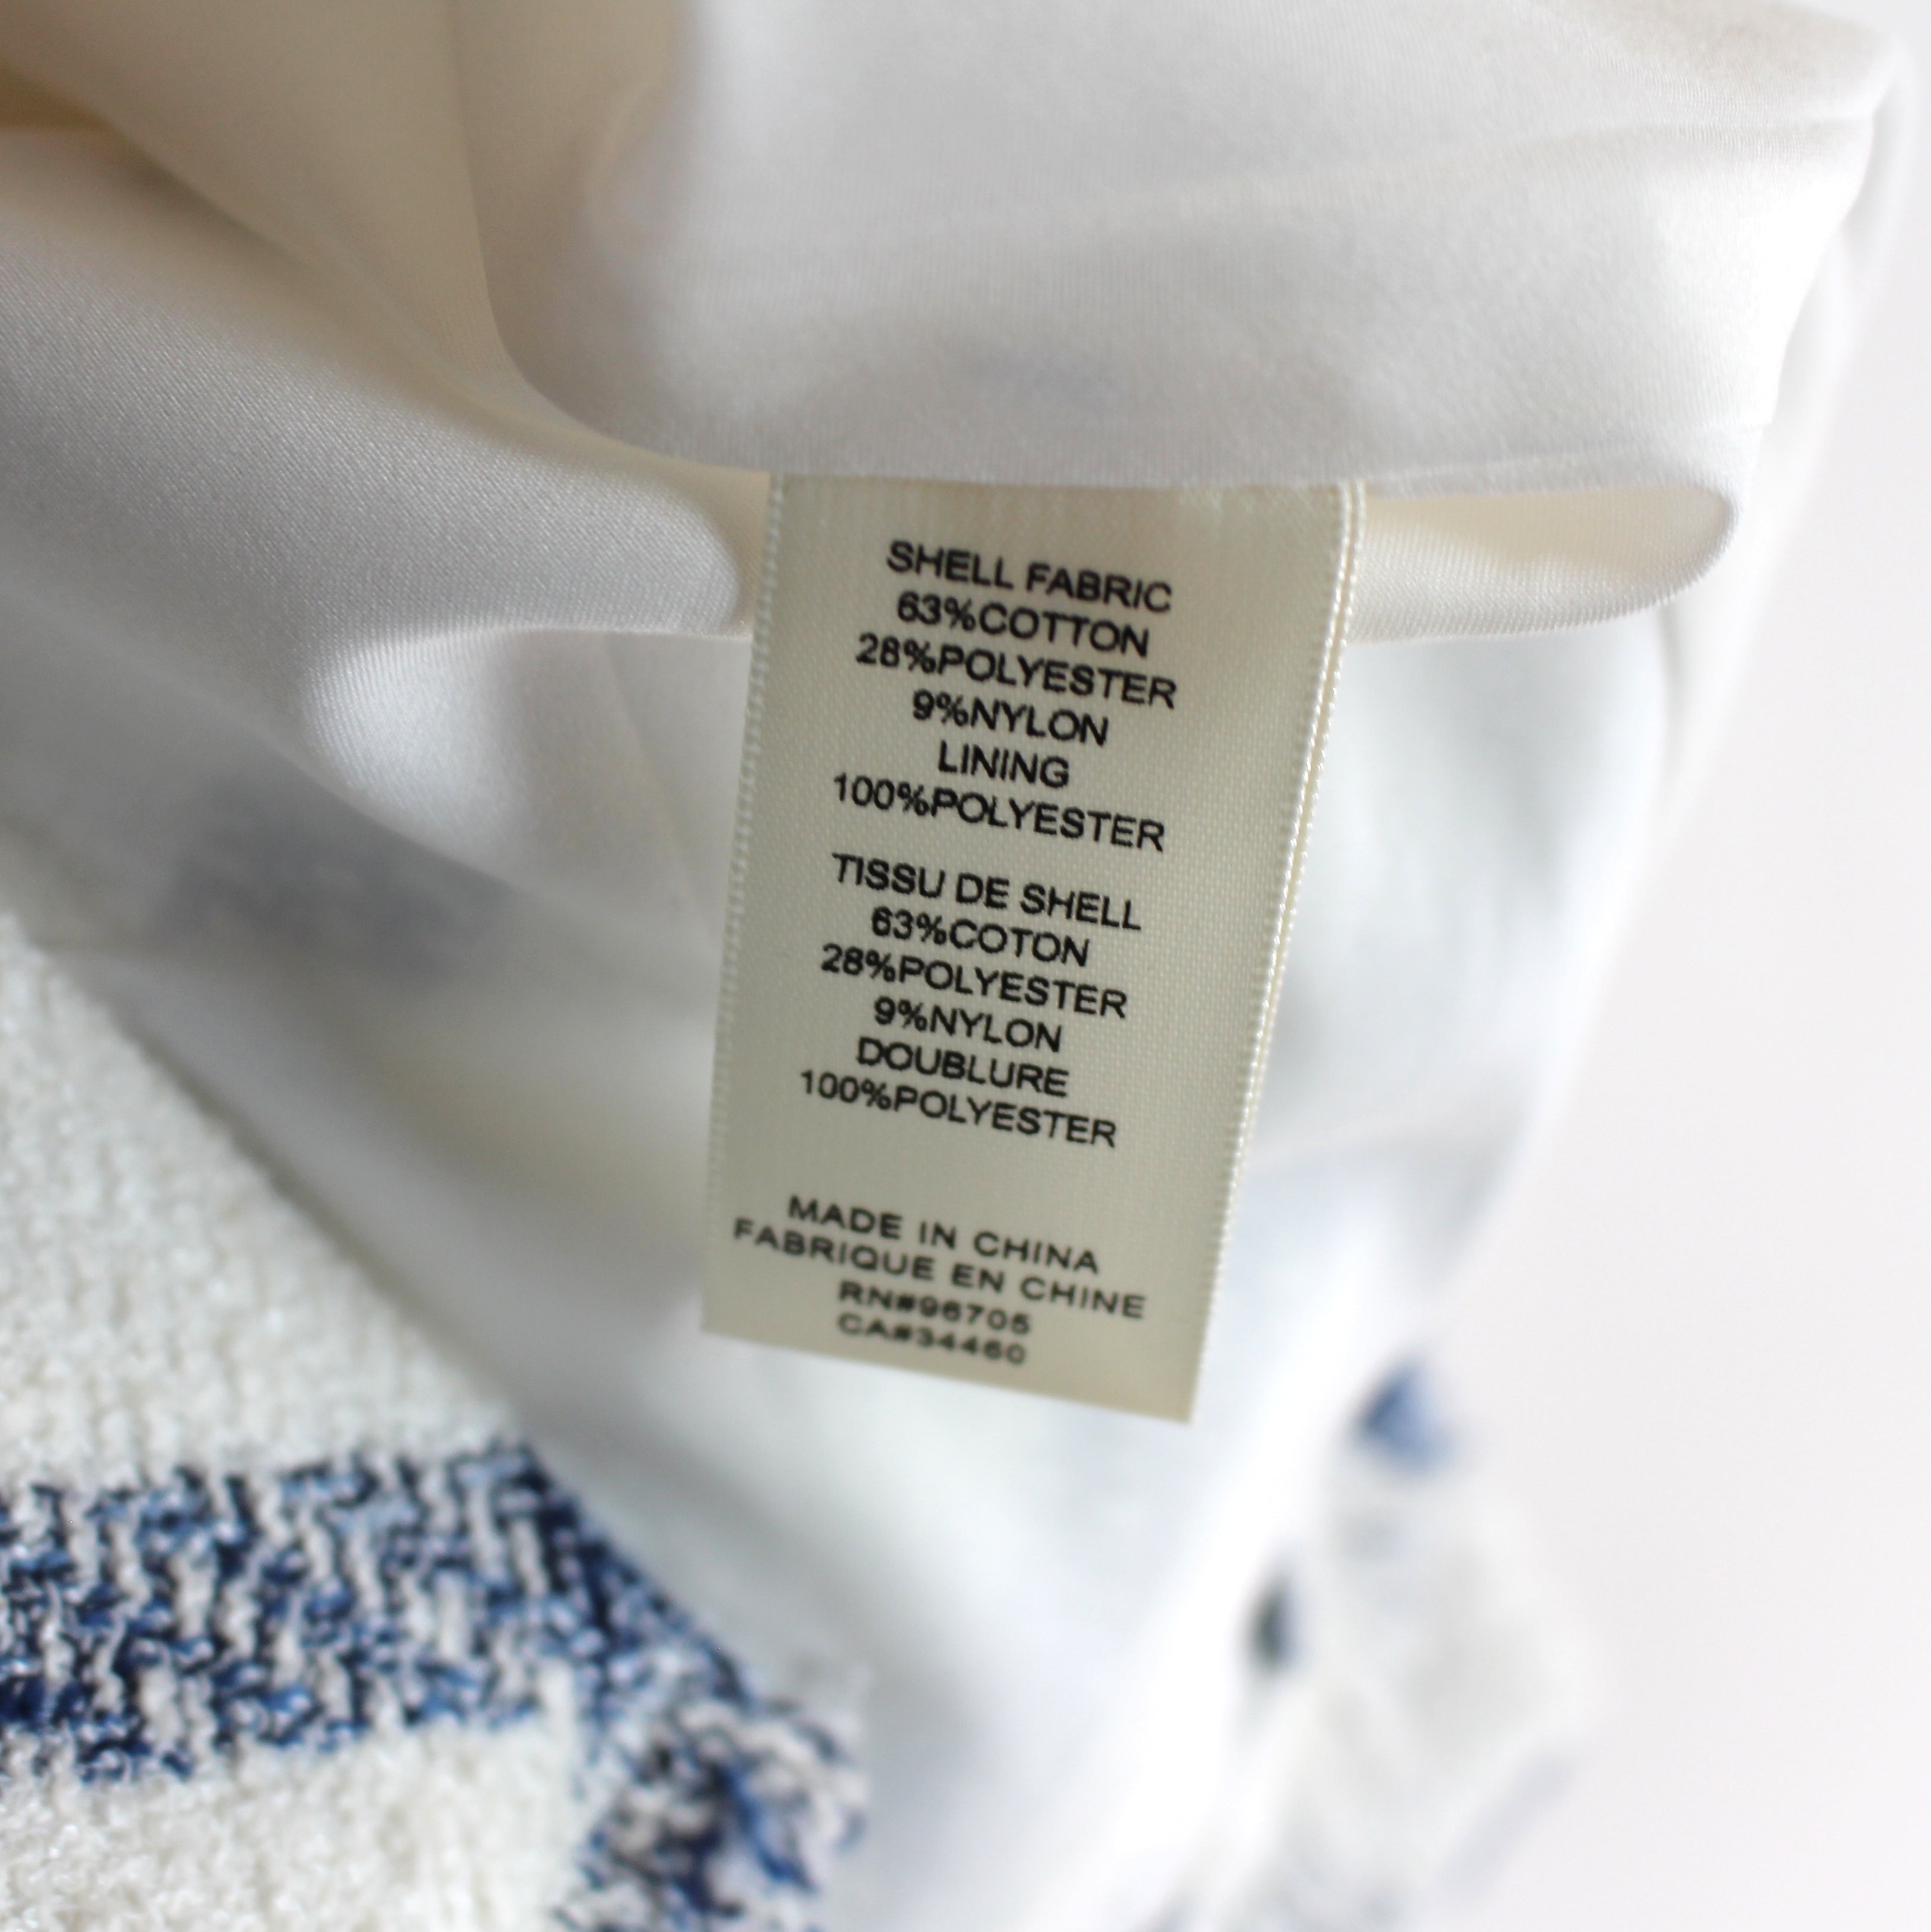 SHELL FABRIC
63%COTTON
28%POLYESTER
9%NYLON
LINING
100%POLYESTER
TISSU DE SHELL
63%COTON
28%POLYESTER
9%NYLON
DOUBLURE
100%POLYESTER
MADE IN CHINA
FABRIQUE EN CHINE
RN#96705
CA#34460